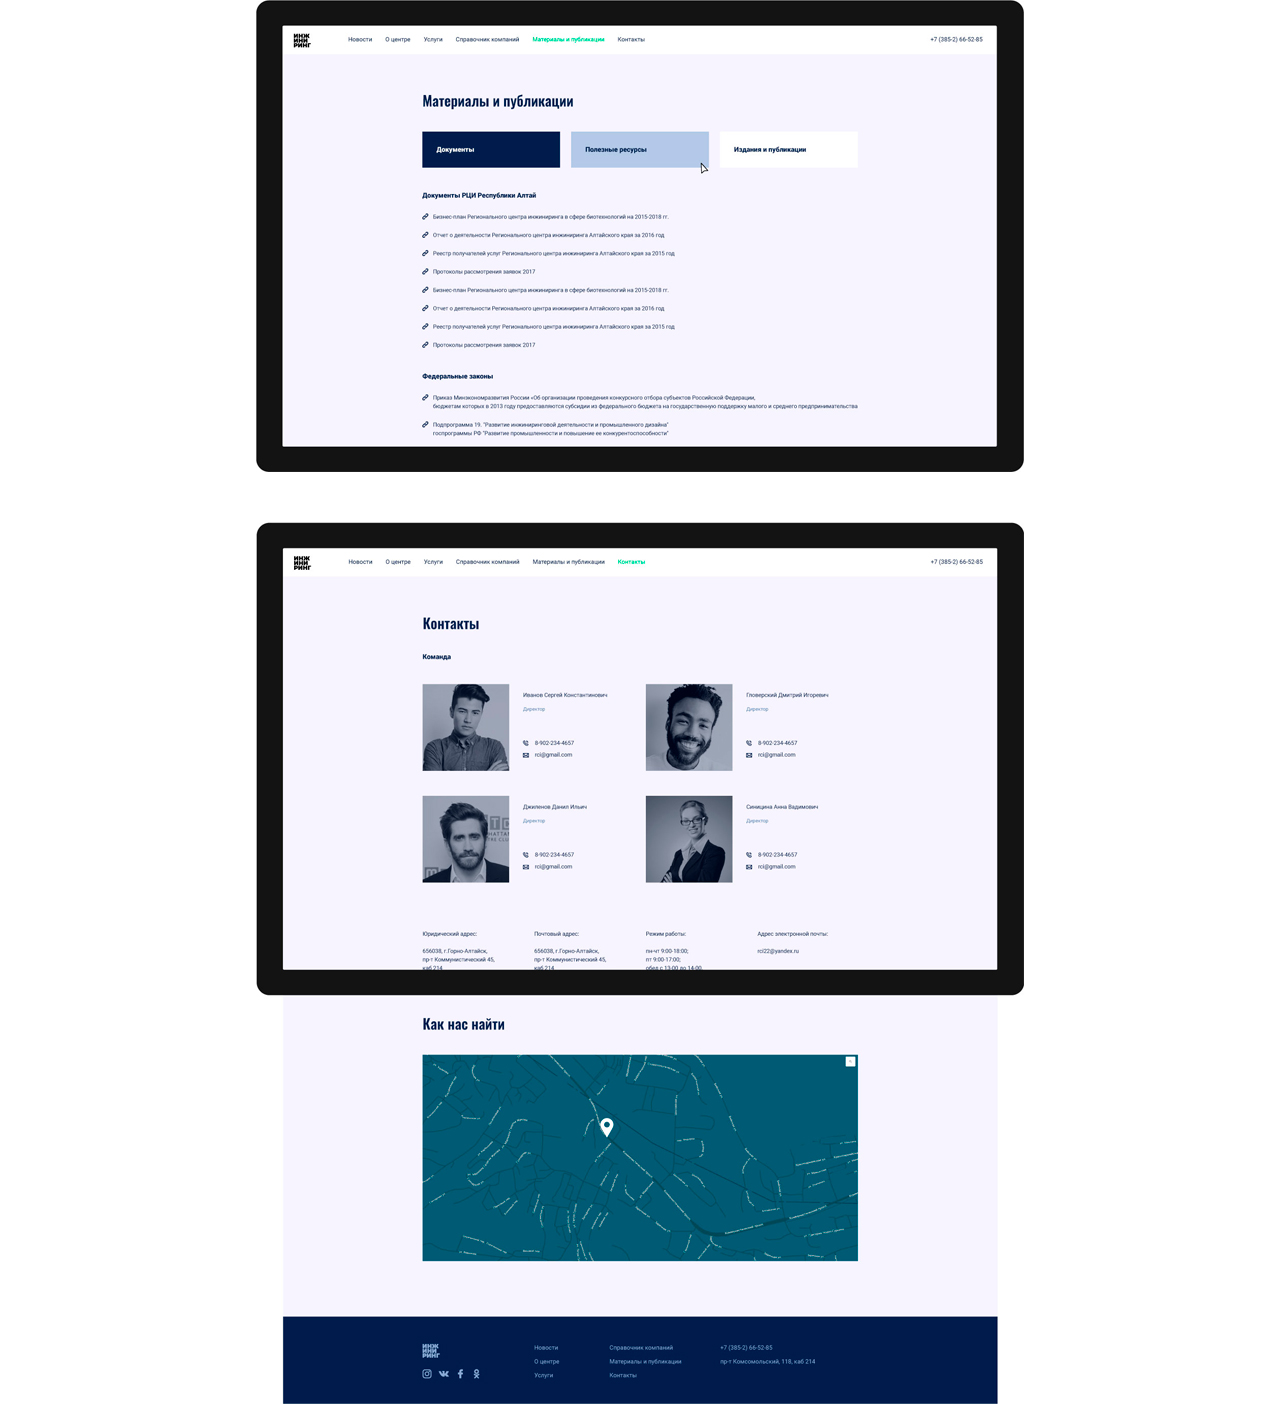 ИНЖ
ИНИ
РИНГ
Новости
О центре
Услуги
Справочник компаний
Материалы и публикации
Контакты
+7 (385-2) 66-52-85
Материалы и публикации
Документы
Полезные ресурсы
Издания и публикации
Документы РЦИ Республики Алтай
Бизнес-план Регионального центра инжиниринга в сфере биотехнологий на 2015-2018 гг.
Отчет о деятельности Регионального центра инжиниринга Алтайского края за 2016 год
Реестр получателей услуг Регионального центра инжиниринга Алтайского края за 2015 год
Протоколы рассмотрения заявок 2017
Бизнес-план Регионального центра инжиниринга в сфере биотехнологий на 2015-2018 гг.
Отчет о деятельности Регионального центра инжиниринга Алтайского края за 2016 год
Реестр получателей услуг Регионального центра инжиниринга Алтайского края за 2015 год
Протоколы рассмотрения заявок 2017
Федеральные законы
Приказ Минэкономразвития России «Об организации проведения конкурсного отбора субъектов Российской Федерации,
бюджетам которых в 2013 году предоставляются субсидии из федерального бюджета на государственную поддержку малого и среднего предпринимательства
Подпрограмма 19. "Развитие инжиниринговой деятельности и промышленного дизайна"
госпрограммы РФ "Развитие промышленности и повышение ее конкурентоспособности"
ИНЖ
ИНИ
РИНГ
Новости
О центре
Услуги
Справочник компаний
Материалы и публикации
Контакты
+7 (385-2) 66-52-85
Контакты
Команда
Иванов Сергей Константинович
Директор
8-902-234-4657
rci@gmail.com
Гловерский Дмитрий Игоревич
Директор
8-902-234-4657
rci@gmail.com
Джиленов Данил Ильич
Директор
8-902-234-4657
rci@gmail.com
Синицина Анна Вадимович
Директор
8-902-234-4657
rci@gmail.com
Юридический адрес:
656038, г.Горно-Алтайск,
пр-т Коммунистический 45,
каб 214
Почтовый адрес:
656038, г.Горно-Алтайск,
пр-т Коммунистический 45,
каб 214
Режим работы:
пн-чт 9:00-18:00;
пт 9:00-17:00;
обед с 13-00 до 14-00.
Адрес электронной почты:
rci22@yandex.ru
Как нас найти
ИНЖ
ИНИ
РИНГ
Новости
О центре
Услуги
Справочник компаний
Материалы и публикации
Контакты
+7 (385-2) 66-52-85
пр-т Комсомольский, 118, каб 214